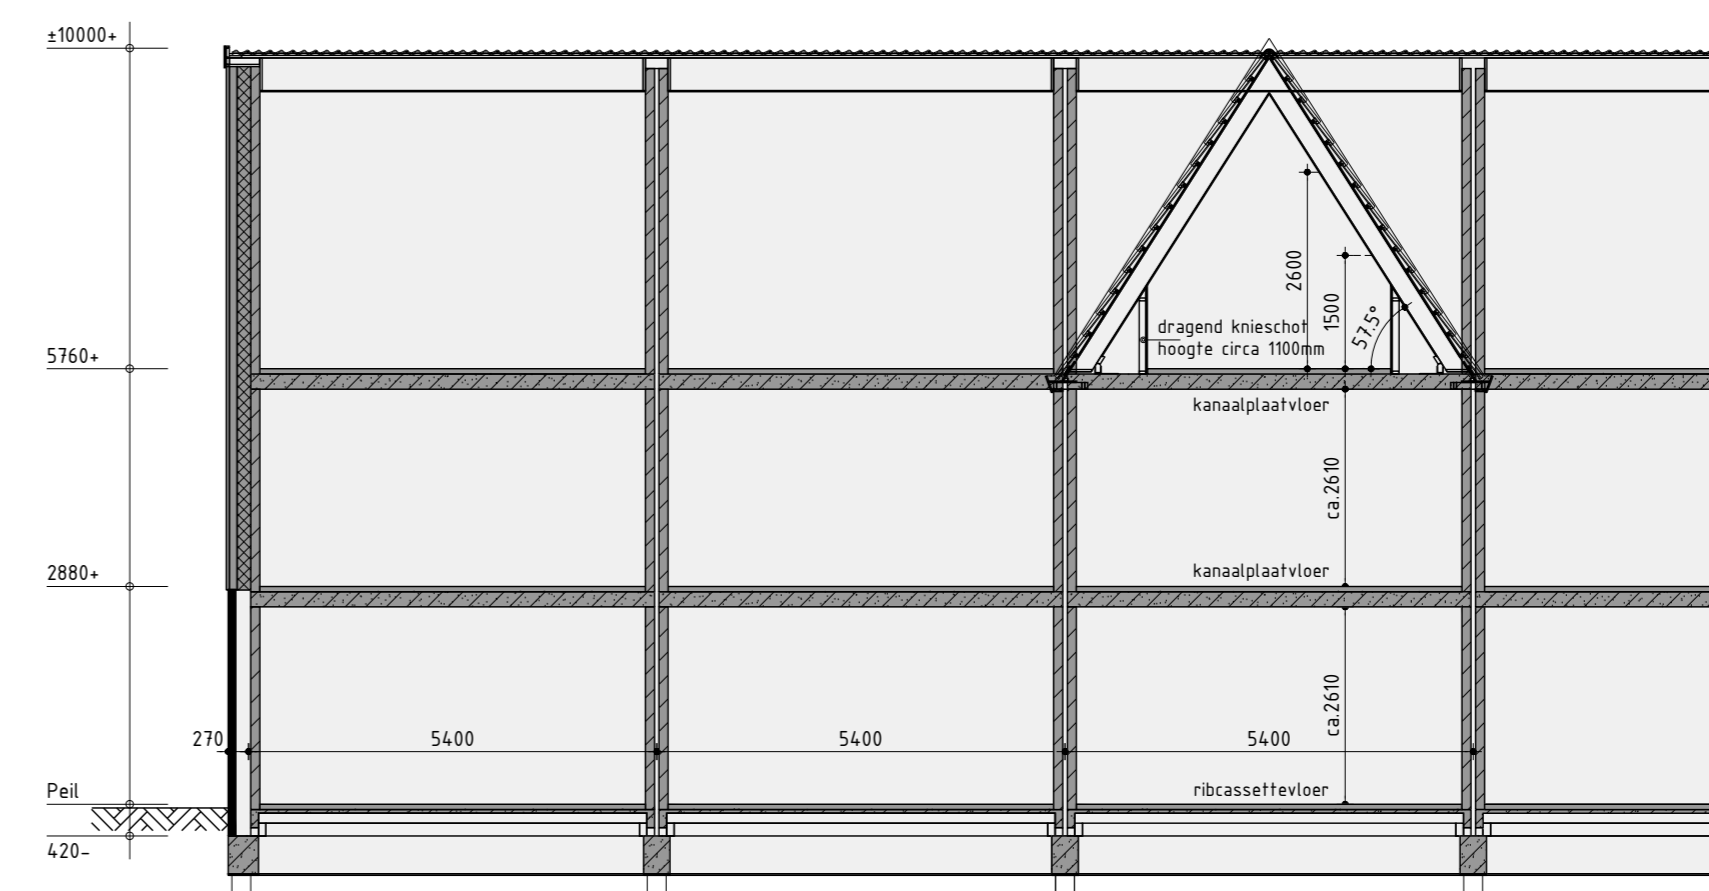 ±10000+
2600
1500
57.5°
dragend knieschot
hoogte circa 1100mm
5760+
kanaalplaatvloer
ca.2610
kanaalplaatvloer
2880+
ca.2610
270
5400
5400
5400
Peil
ribcassettevloer
420-